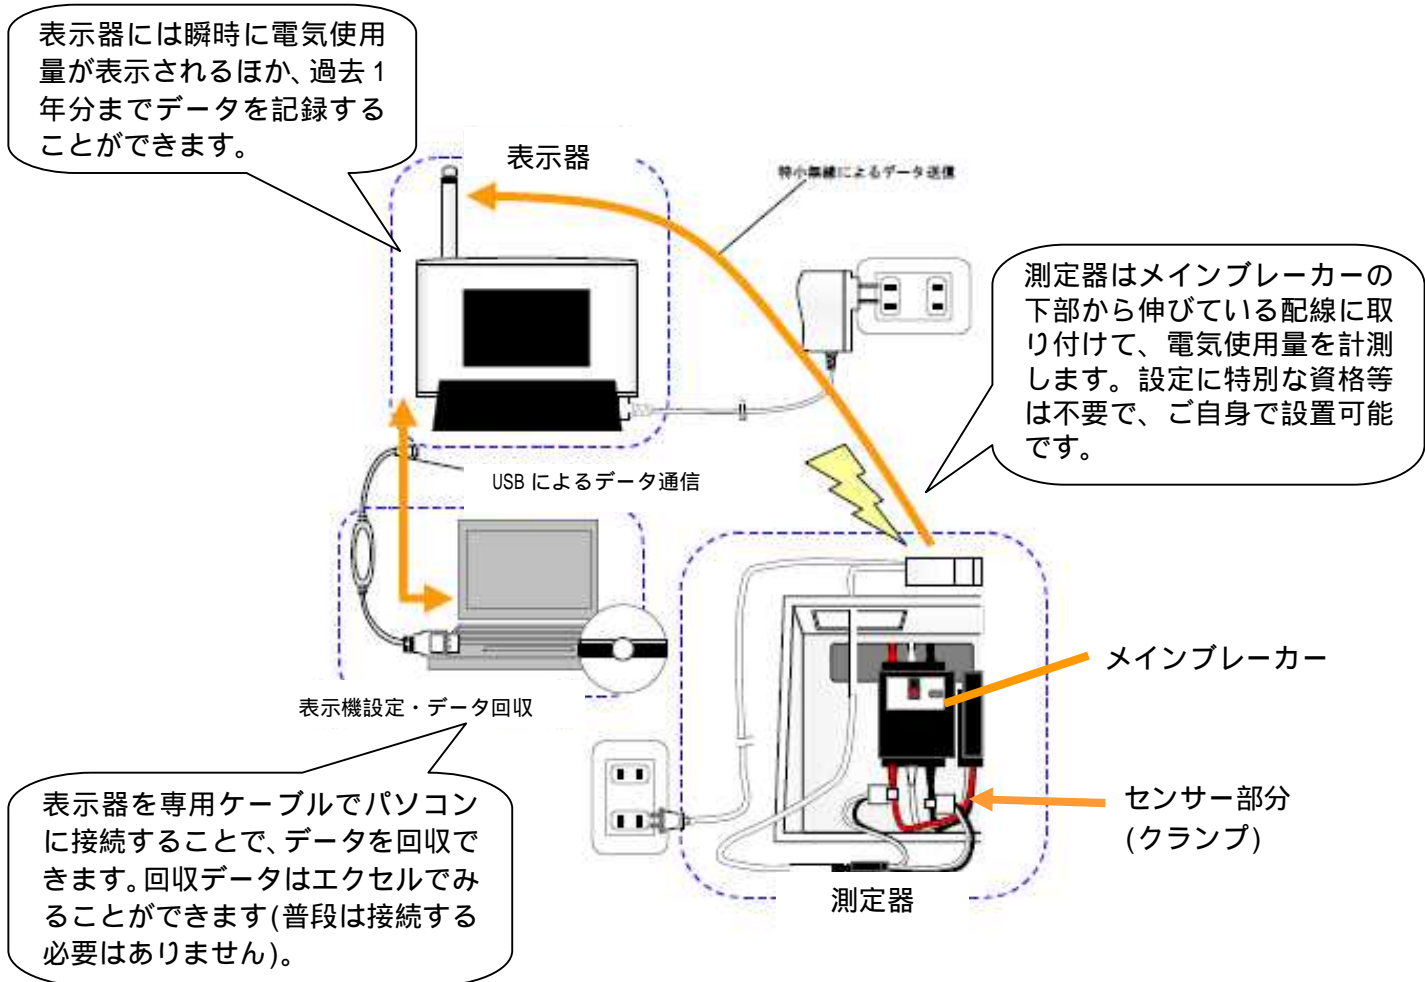 表示器には瞬時に電気使用
量が表示されるほか、過去1
年分までデータを記録する
ことができます。
表示器
特小無線によるデータ送信
測定器はメインブレーカーの
下部から伸びている配線に取
り付けて、電気使用量を計測
します。設定に特別な資格等
は不要で、ご自身で設置可能
です。
USBによるデータ通信
メインブレーカー
表示機設定・データ回収
センサー部分
(クランプ)
表示器を専用ケーブルでパソコン
に接続することで、データを回収で
きます。回収データはエクセルでみ
ることができます(普段は接続する
必要はありません)。
測定器